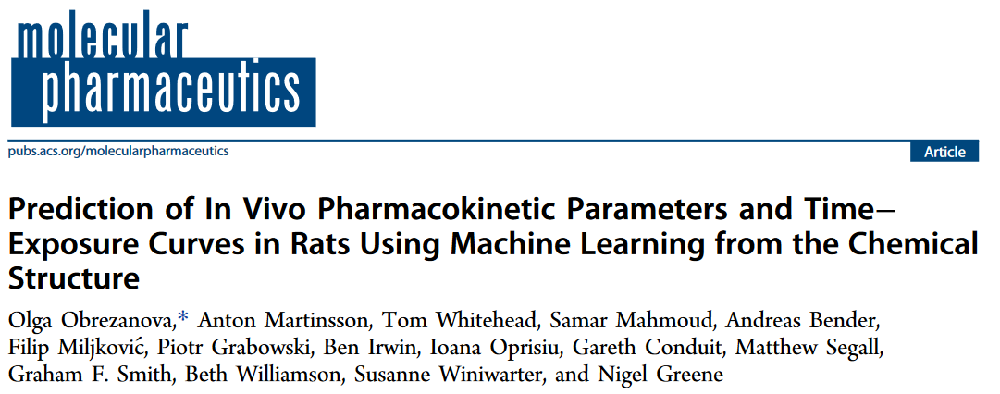 molecular
pharmaceutics
pubs.acs.org/molecularpharmaceutics
Article
Prediction of In Vivo Pharmacokinetic Parameters and Time−
Exposure Curves in Rats Using Machine Learning from the Chemical
Structure
Olga Obrezanova,* Anton Martinsson, Tom Whitehead, Samar Mahmoud, Andreas Bender,
Filip Miljković, Piotr Grabowski, Ben Irwin, Ioana Oprisiu, Gareth Conduit, Matthew Segall,
Graham F. Smith, Beth Williamson, Susanne Winiwarter, and Nigel Greene